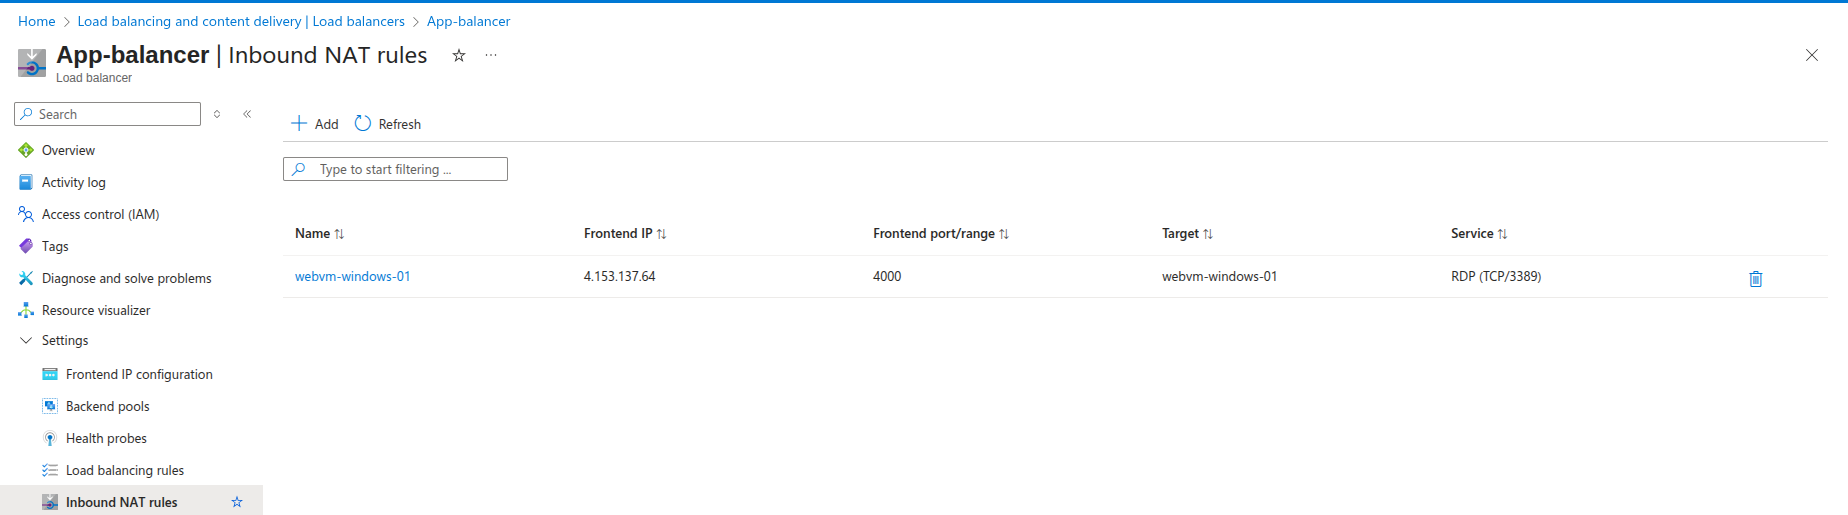 Home > Load balancing and content delivery | Load balancers > App-balancer
App-balancer | Inbound NAT rules
Load balancer
Search
Overview
Activity log
Access control (IAM)
Tags
Diagnose and solve problems
Resource visualizer
Settings
Frontend IP configuration
Backend pools
Health probes
Load balancing rules
Inbound NAT rules
Add Refresh
Type to start filtering ...
Name Frontend IP Frontend port/range Target Service
webvm-windows-01 4.153.137.64 4000 webvm-windows-01 RDP (TCP/3389)